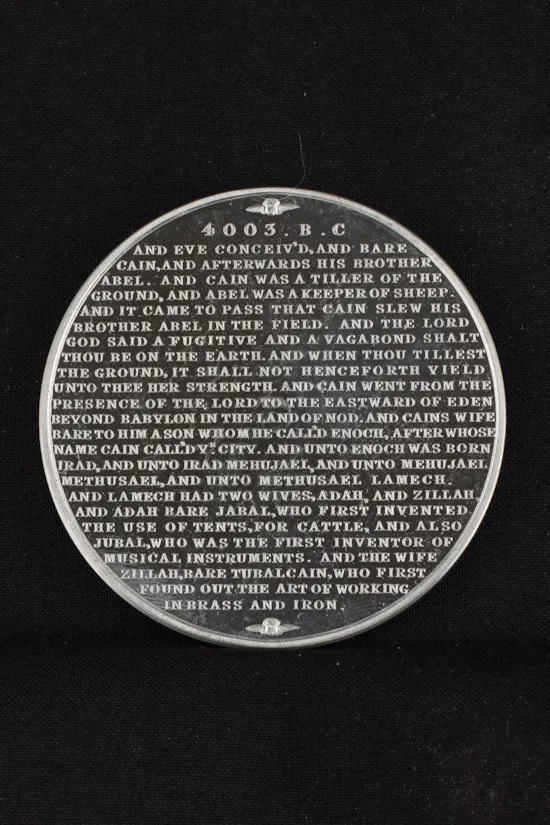 4003. B. C
AND EVE CONCEIV'D, AND BARE
CAIN, AND AFTERWARDS HIS BROTHER
ABEL. AND CAIN WAS A TILLER OF THE
GROUND, AND ABEL WAS A KEEPER OF SHEEP.
AND IT CAME TO PASS THAT CAIN SLEW HIS
BROTHER ABEL IN THE FIELD. AND THE LORD
GOD SAID A FUGITIVE AND A VAGABOND SHALT
THOU BE ON THE EARTH. AND WHEN THOU TILLEST
THE GROUND, IT SHALL NOT HENCEFORTH YIELD
UNTO THEE HER STRENGTH. AND CAIN WENT FROM THE
PRESENCE OF THE LORD TO THE EASTWARD OF EDEN
BEYOND BABYLON IN THE LAND OF NOD. AND CAINS WIFE
BARE TO HIM A SON WHOM HE CALL'D ENOCH, AFTER WHOSE
NAME CAIN CALL'D Yᵉ CITY. AND UNTO ENOCH WAS BORN
IRAD, AND UNTO IRAD MEHUJAEL, AND UNTO MEHUJAEL
METHUSAEL, AND UNTO METHUSAEL LAMECH.
AND LAMECH HAD TWO WIVES, ADAH, AND ZILLAH,
AND ADAH BARE JABAL, WHO FIRST INVENTED
THE USE OF TENTS, FOR CATTLE, AND ALSO
JUBAL, WHO WAS THE FIRST INVENTOR OF
MUSICAL INSTRUMENTS. AND THE WIFE
ZILLAH, BARE TUBALCAIN, WHO FIRST
FOUND OUT THE ART OF WORKING
IN BRASS AND IRON.